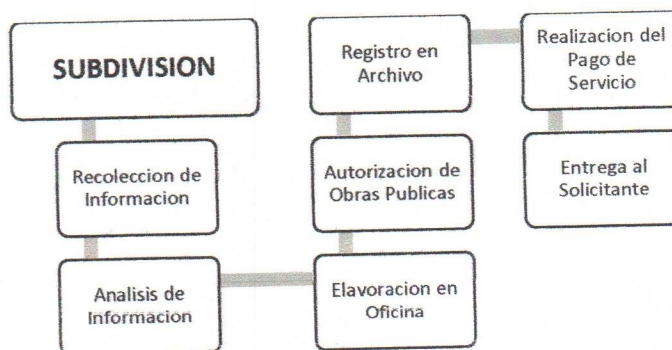 SUBDIVISION
Recoleccion de
Informacion
Analisis de
Informacion
Elavoracion en
Oficina
Autorizacion de
Obras Publicas
Registro en
Archivo
Realizacion del
Pago de
Servicio
Entrega al
Solicitante